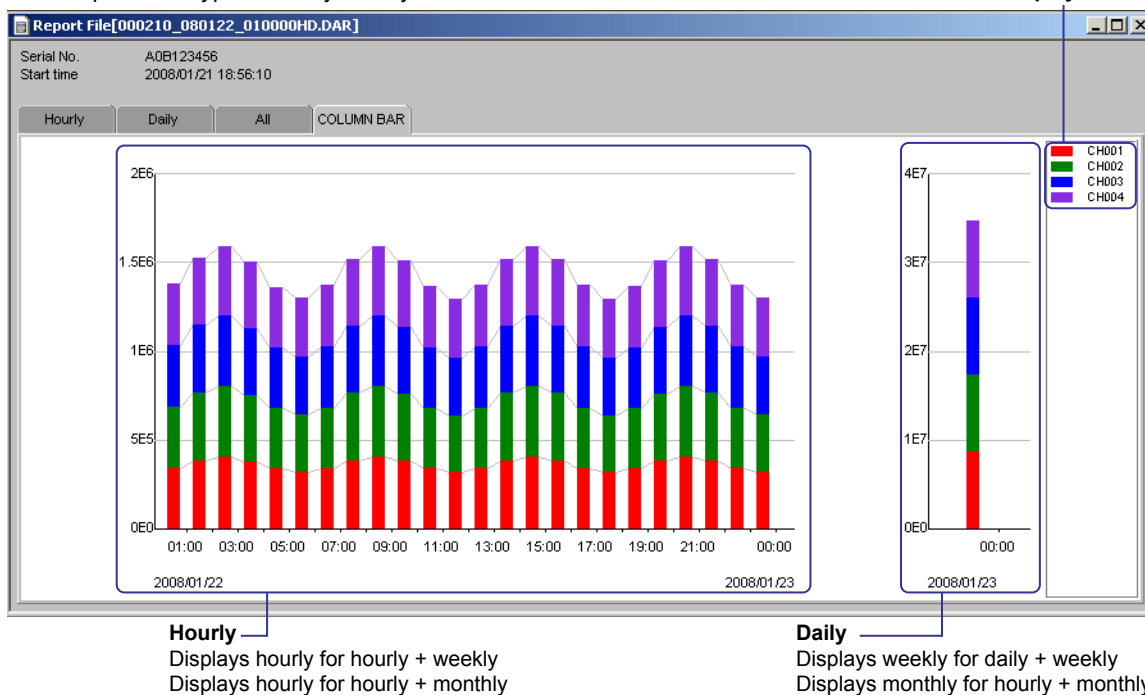 Report File[000210_080122_010000HD.DAR]
Serial No. A0B123456
Start time 2008/01/21 18:56:10
Hourly Daily All COLUMN BAR
CH001
CH002
CH003
CH004
2E6
1.5E6
1E6
5E5
0E0
01:00 03:00 05:00 07:00 09:00 11:00 13:00 15:00 17:00 19:00 21:00 00:00
2008/01/22 2008/01/23
4E7
3E7
2E7
1E7
0E0
00:00
2008/01/23
Hourly
Displays hourly for hourly + weekly
Displays hourly for hourly + monthly
Daily
Displays weekly for daily + weekly
Displays monthly for hourly + monthly